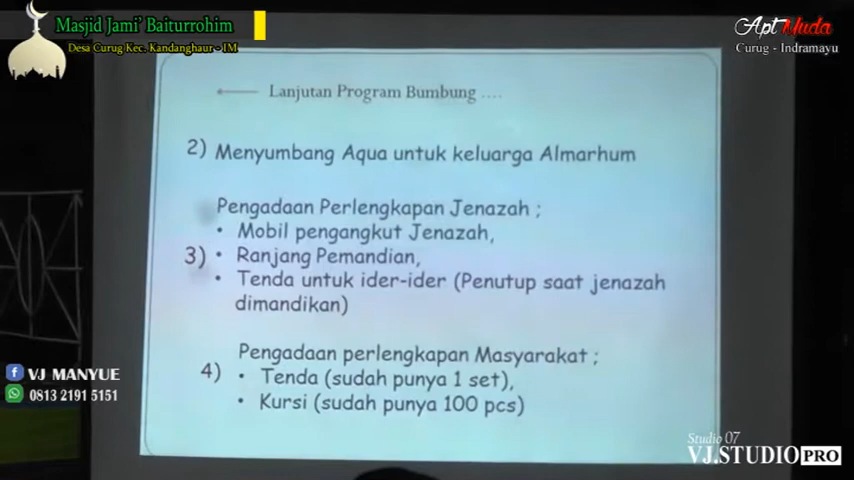 Masjid Jami' Baiturrohim
Desa Curug Kec. Kandanghaur - IM
Apt Muda
Curug - Indramayu
Lanjutan Program Bumbung ....
2) Menyumbang Aqua untuk keluarga Almarhum
Pengadaan Perlengkapan Jenazah ;
• Mobil pengangkut Jenazah,
3) • Ranjang Pemandian,
• Tenda untuk ider-ider (Penutup saat jenazah
dimandikan)
Pengadaan perlengkapan Masyarakat ;
4) • Tenda (sudah punya 1 set),
• Kursi (sudah punya 100 pcs)
VJ MANYUE
0813 2191 5151
Studio 07
VJ.STUDIO PRO